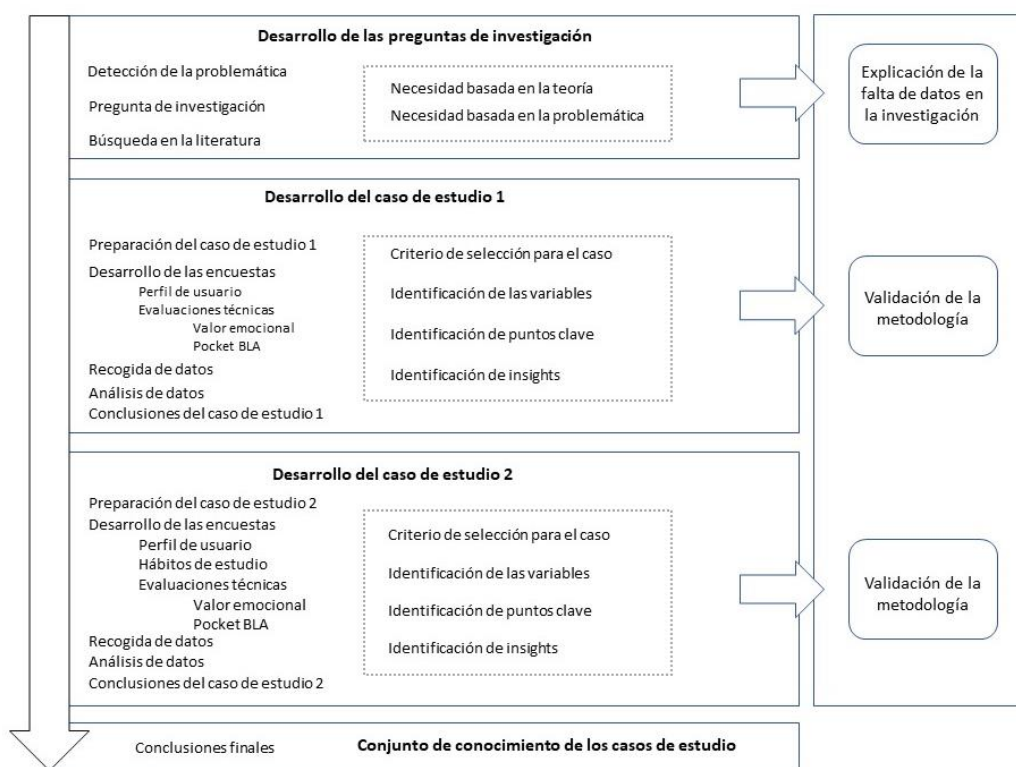 Desarrollo de las preguntas de investigación
Detección de la problemática
Pregunta de investigación
Búsqueda en la literatura
Necesidad basada en la teoría
Necesidad basada en la problemática
Explicación de la
falta de datos en
la investigación
Desarrollo del caso de estudio 1
Preparación del caso de estudio 1
Desarrollo de las encuestas
Perfil de usuario
Evaluaciones técnicas
Valor emocional
Pocket BLA
Recogida de datos
Análisis de datos
Conclusiones del caso de estudio 1
Criterio de selección para el caso
Identificación de las variables
Identificación de puntos clave
Identificación de insights
Validación de la
metodología
Desarrollo del caso de estudio 2
Preparación del caso de estudio 2
Desarrollo de las encuestas
Perfil de usuario
Hábitos de estudio
Evaluaciones técnicas
Valor emocional
Pocket BLA
Recogida de datos
Análisis de datos
Conclusiones del caso de estudio 2
Criterio de selección para el caso
Identificación de las variables
Identificación de puntos clave
Identificación de insights
Validación de la
metodología
Conclusiones finales
Conjunto de conocimiento de los casos de estudio